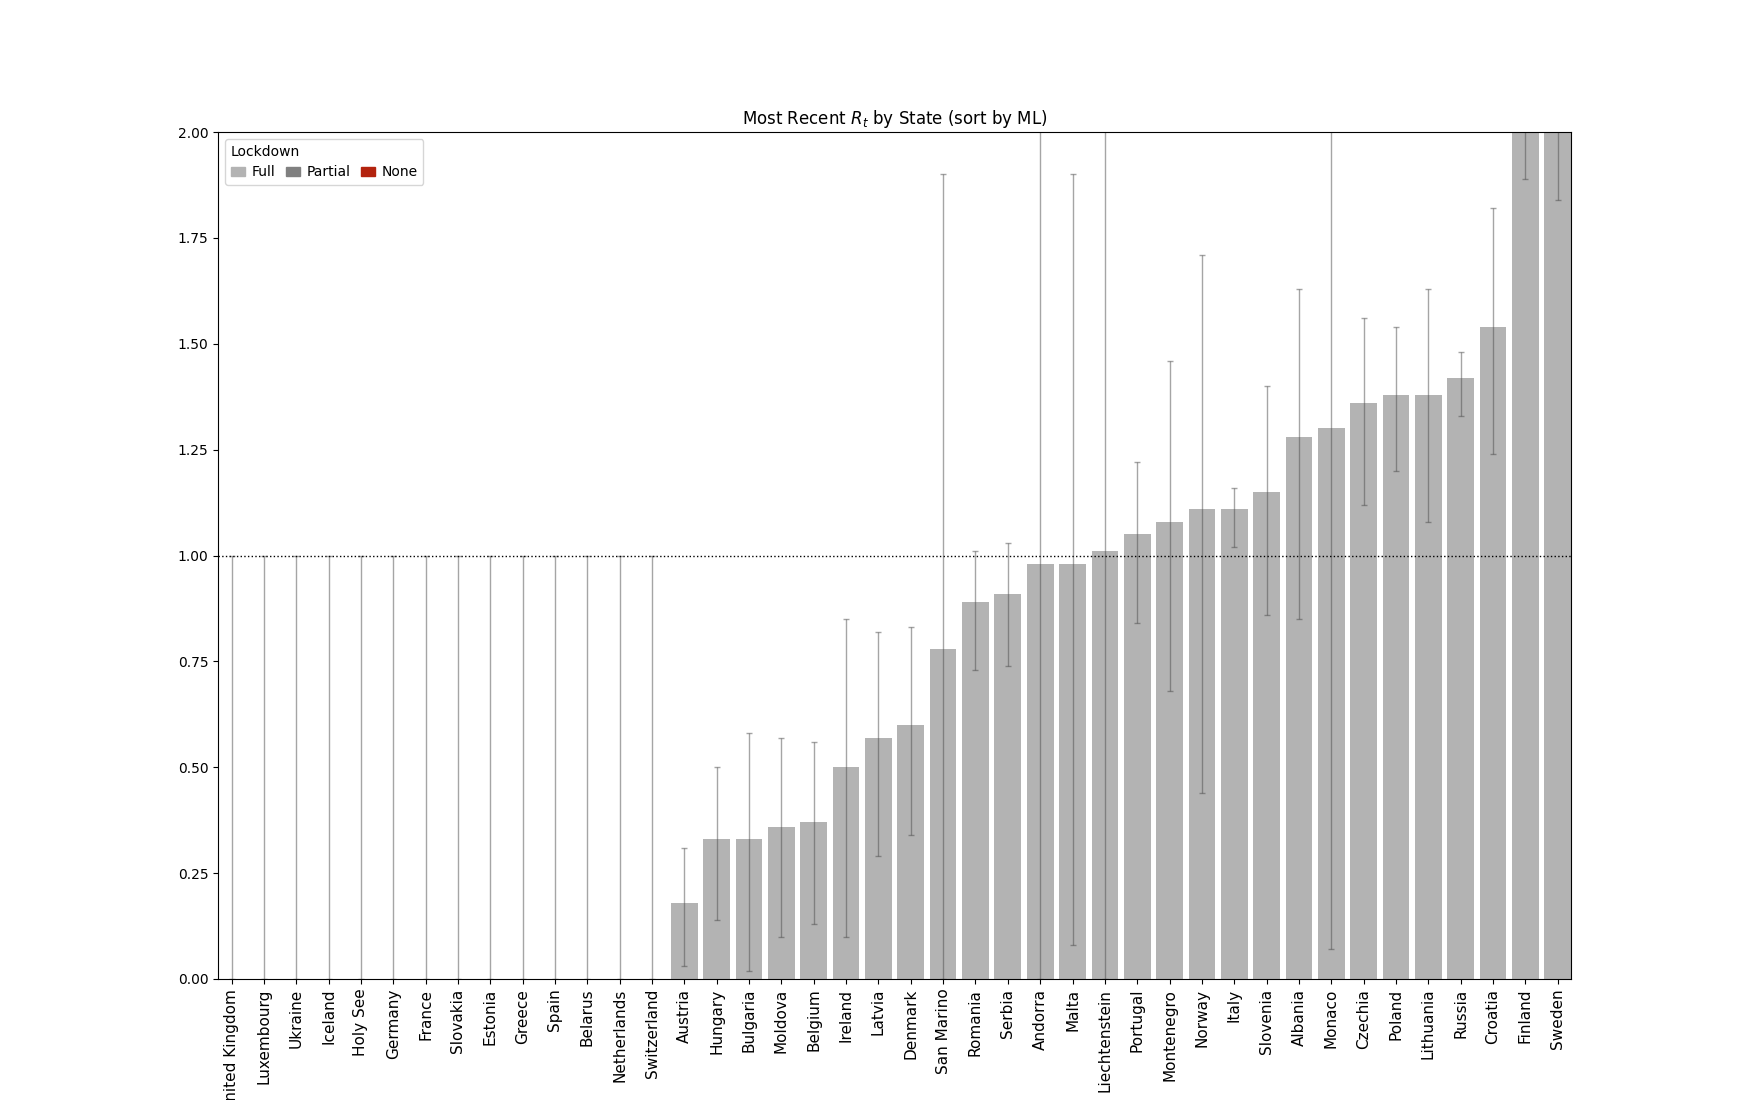 Most Recent Rt by State (sort by ML)
Lockdown
Full Partial None
2.00
1.75
1.50
1.25
1.00
0.75
0.50
0.25
0.00
nited Kingdom
Luxembourg
Ukraine
Iceland
Holy See
Germany
France
Slovakia
Estonia
Greece
Spain
Belarus
Netherlands
Switzerland
Austria
Hungary
Bulgaria
Moldova
Belgium
Ireland
Latvia
Denmark
San Marino
Romania
Serbia
Andorra
Malta
Liechtenstein
Portugal
Montenegro
Norway
Italy
Slovenia
Albania
Monaco
Czechia
Poland
Lithuania
Russia
Croatia
Finland
Sweden